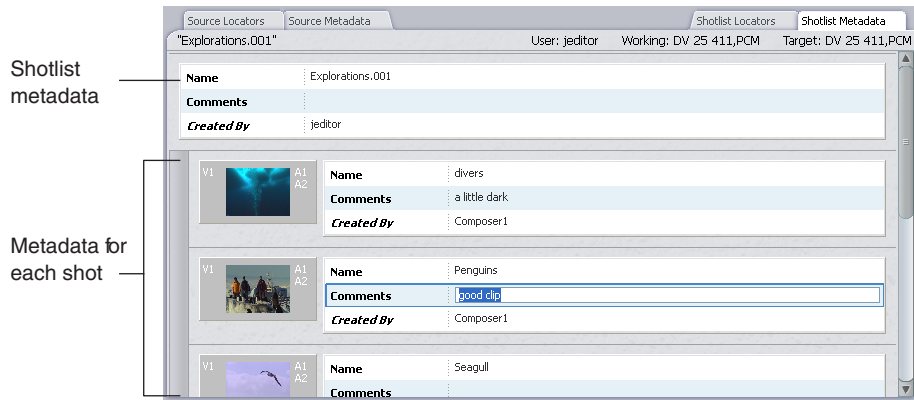 Source Locators Source Metadata Shotlist Locators Shotlist Metadata
"Explorations.001" User: jeditor Working: DV 25 411,PCM Target: DV 25 411,PCM
Shotlist
metadata
Name Explorations.001
Comments
Created By jeditor
Metadata for
each shot
V1 A1
A2
Name divers
Comments a little dark
Created By Composer1
V1 A1
A2
Name Penguins
Comments good clip
Created By Composer1
V1 A1
A2
Name Seagull
Comments